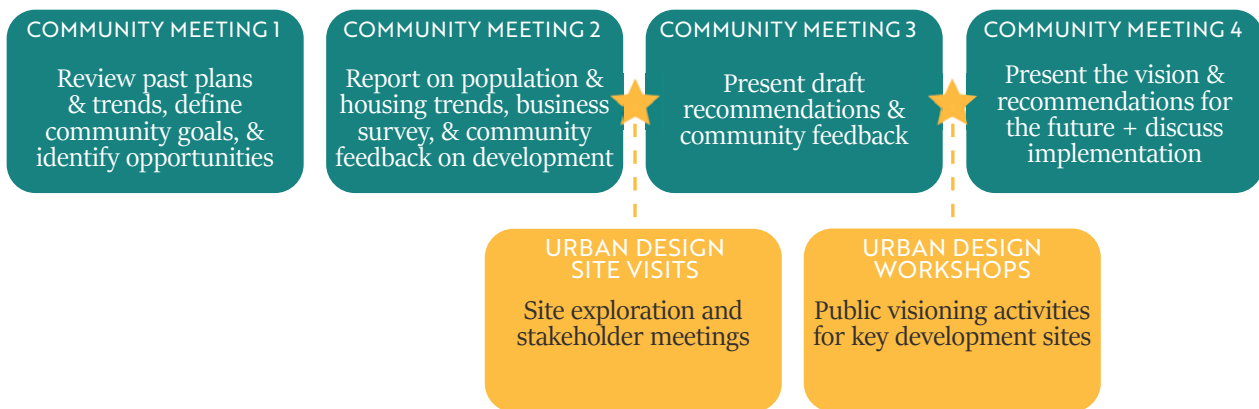 COMMUNITY MEETING 1
Review past plans
& trends, define
community goals, &
identify opportunities
COMMUNITY MEETING 2
Report on population &
housing trends, business
survey, & community
feedback on development
COMMUNITY MEETING 3
Present draft
recommendations &
community feedback
COMMUNITY MEETING 4
Present the vision &
recommendations for
the future + discuss
implementation
URBAN DESIGN
SITE VISITS
Site exploration and
stakeholder meetings
URBAN DESIGN
WORKSHOPS
Public visioning activities
for key development sites